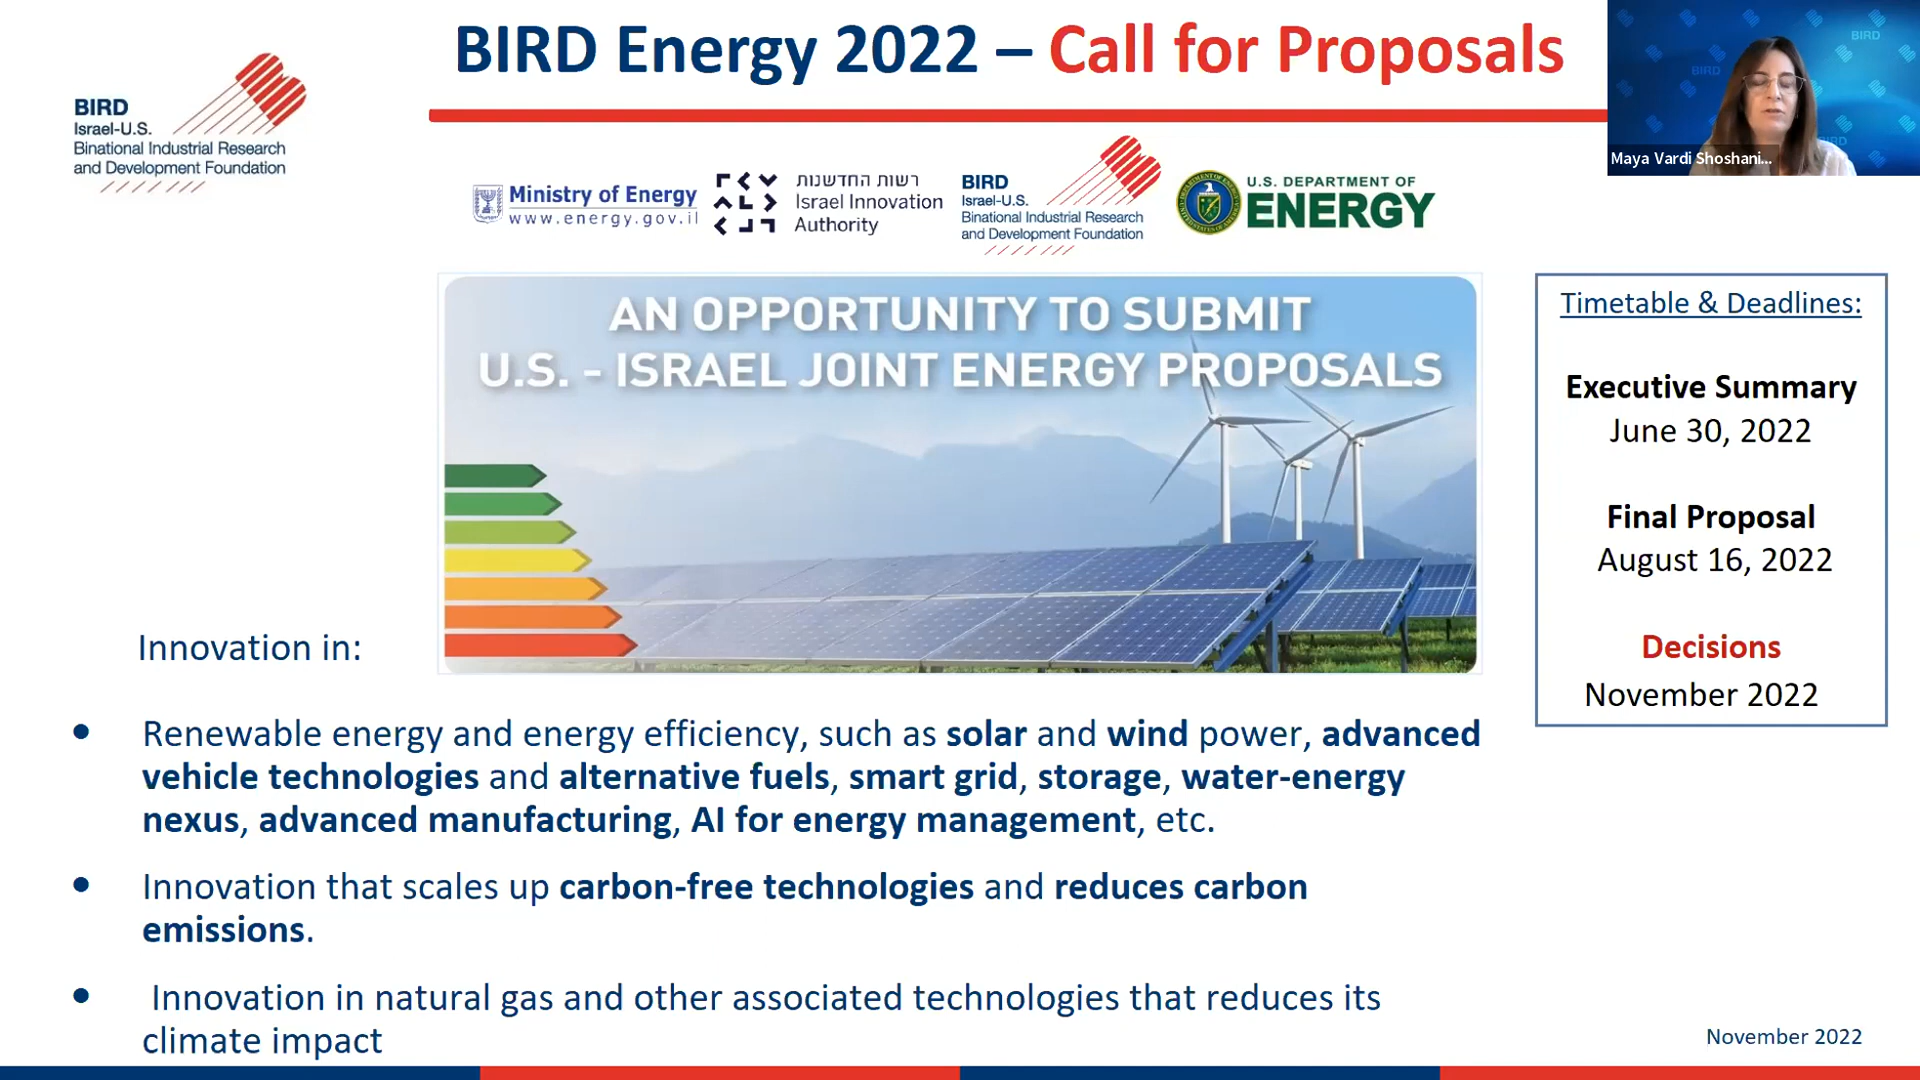 BIRD Energy 2022 – Call for Proposals
BIRD
Israel-U.S.
Binational Industrial Research
and Development Foundation
BIRD
BIRD
BIRD
Maya Vardi Shoshani...
Ministry of Energy
www.energy.gov.il
רשות החדשנות
Israel Innovation
Authority
BIRD
Israel-U.S.
Binational Industrial Research
and Development Foundation
U.S. DEPARTMENT OF
ENERGY
AN OPPORTUNITY TO SUBMIT
U.S. - ISRAEL JOINT ENERGY PROPOSALS
Timetable & Deadlines:
Executive Summary
June 30, 2022
Final Proposal
August 16, 2022
Decisions
November 2022
Innovation in:
• Renewable energy and energy efficiency, such as solar and wind power, advanced
vehicle technologies and alternative fuels, smart grid, storage, water-energy
nexus, advanced manufacturing, AI for energy management, etc.
• Innovation that scales up carbon-free technologies and reduces carbon
emissions.
• Innovation in natural gas and other associated technologies that reduces its
climate impact
November 2022